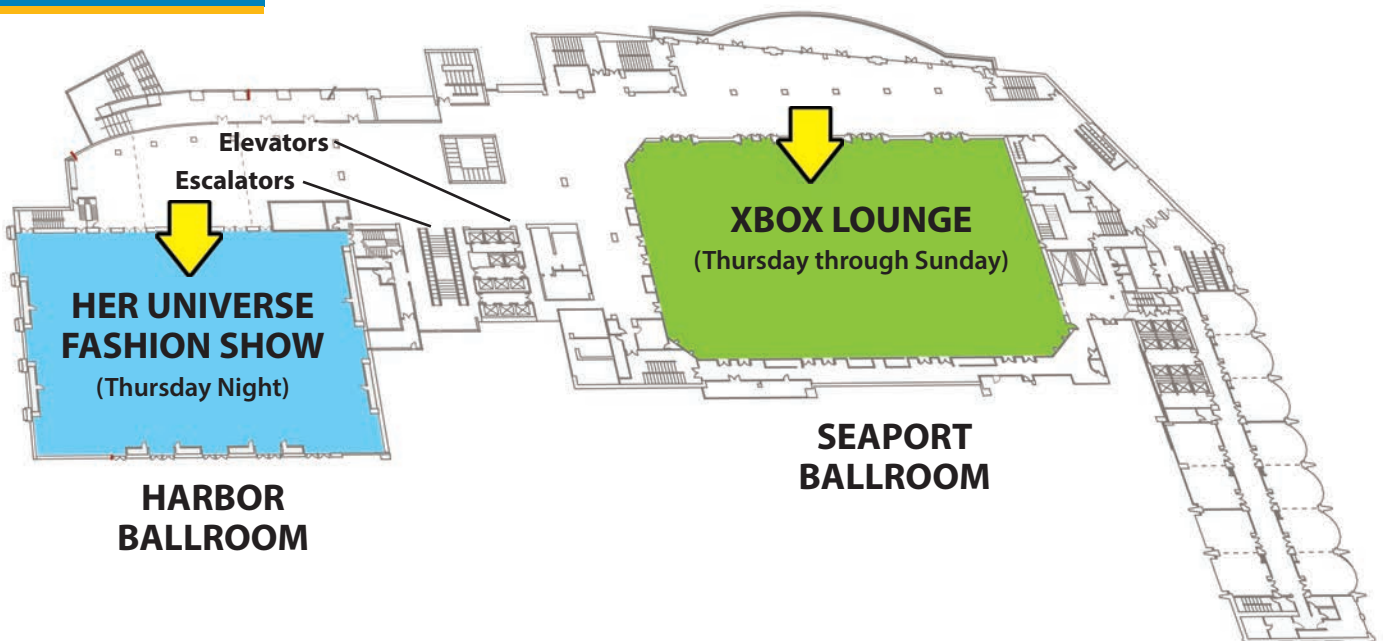 Elevators
Escalators
HER UNIVERSE
FASHION SHOW
(Thursday Night)
HARBOR
BALLROOM
XBOX LOUNGE
(Thursday through Sunday)
SEAPORT
BALLROOM